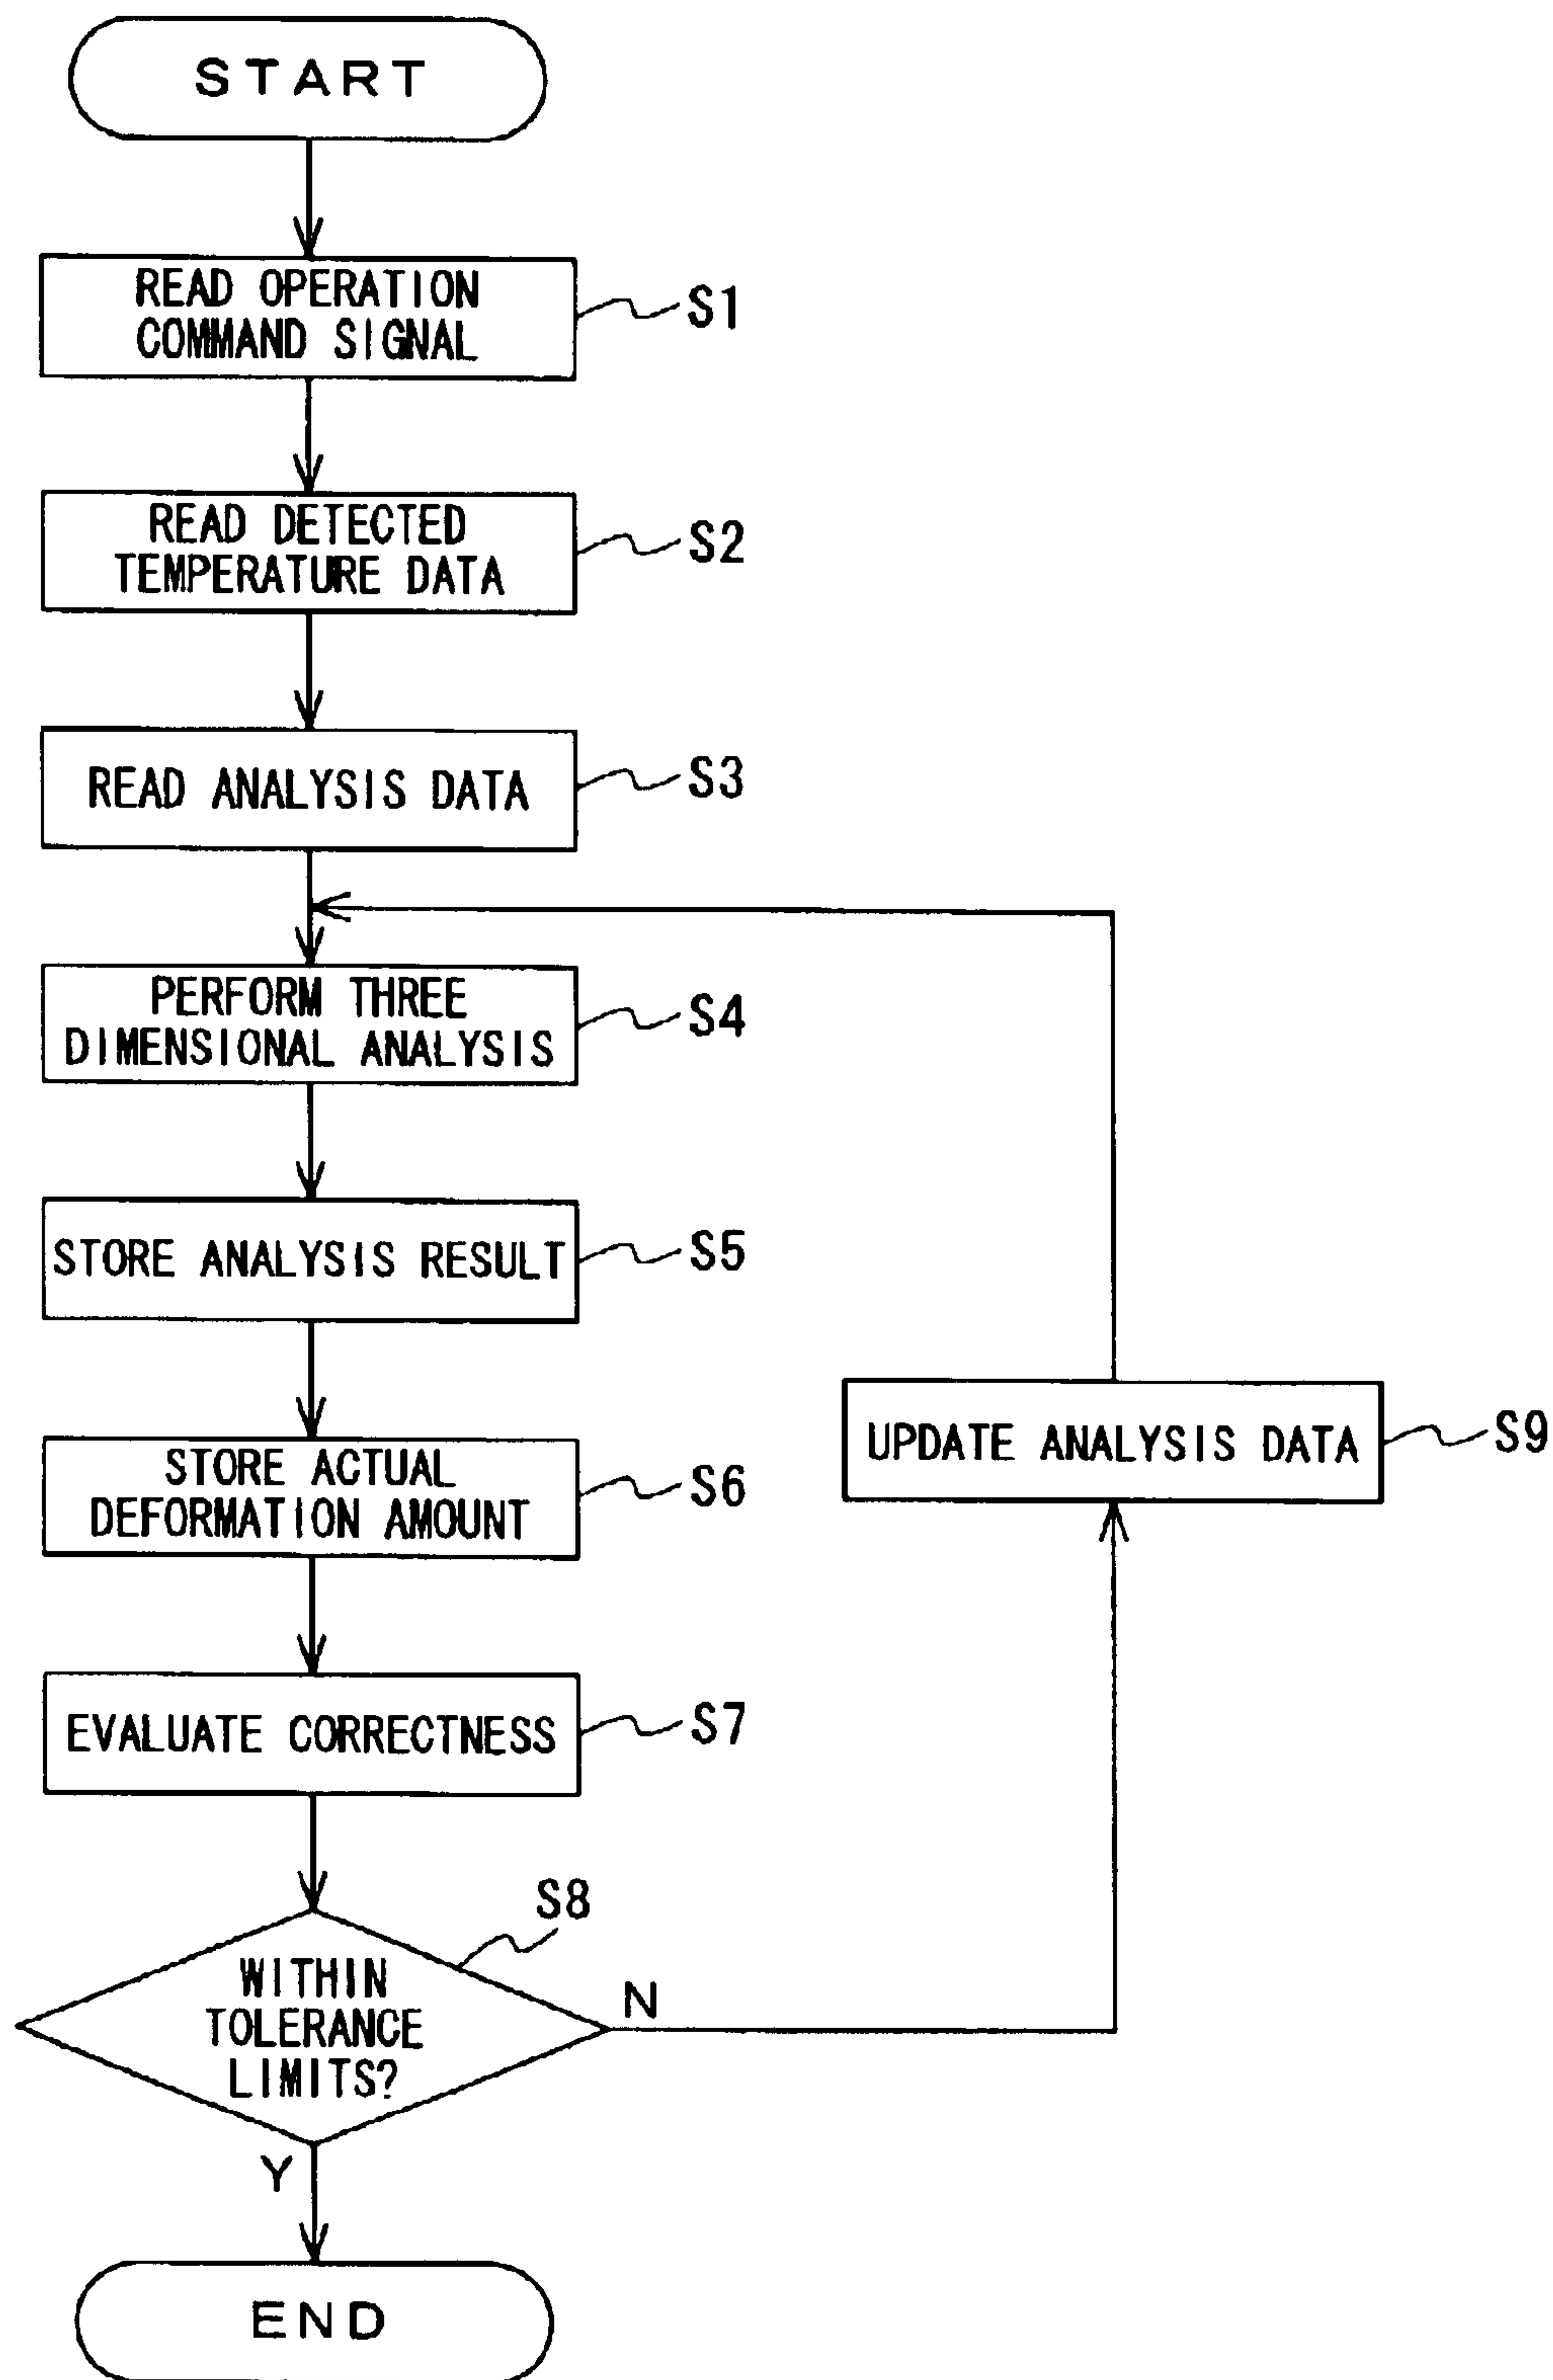 START
READ OPERATION
COMMAND SIGNAL
S1
READ DETECTED
TEMPERATURE DATA
S2
READ ANALYSIS DATA
S3
PERFORM THREE
DIMENSIONAL ANALYSIS
S4
STORE ANALYSIS RESULT
S5
STORE ACTUAL
DEFORMATION AMOUNT
S6
UPDATE ANALYSIS DATA
S9
EVALUATE CORRECTNESS
S7
S8
WITHIN
TOLERANCE
LIMITS?
N
Y
END